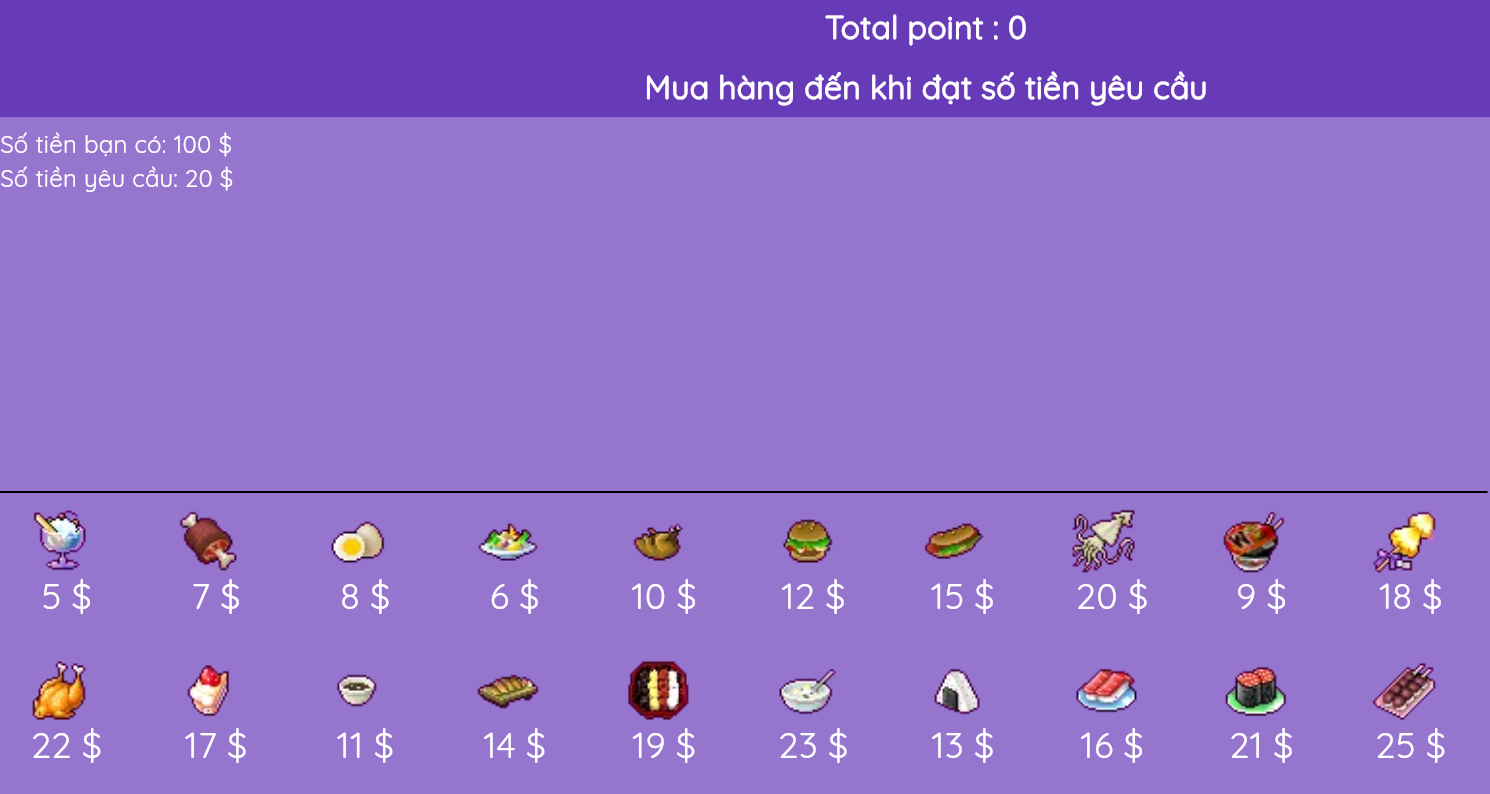 Total point : 0
Mua hàng đến khi đạt số tiền yêu cầu
Số tiền bạn có: 100 $
Số tiền yêu cầu: 20 $
5 $ 7 $ 8 $ 6 $ 10 $ 12 $ 15 $ 20 $ 9 $ 18 $
22 $ 17 $ 11 $ 14 $ 19 $ 23 $ 13 $ 16 $ 21 $ 25 $